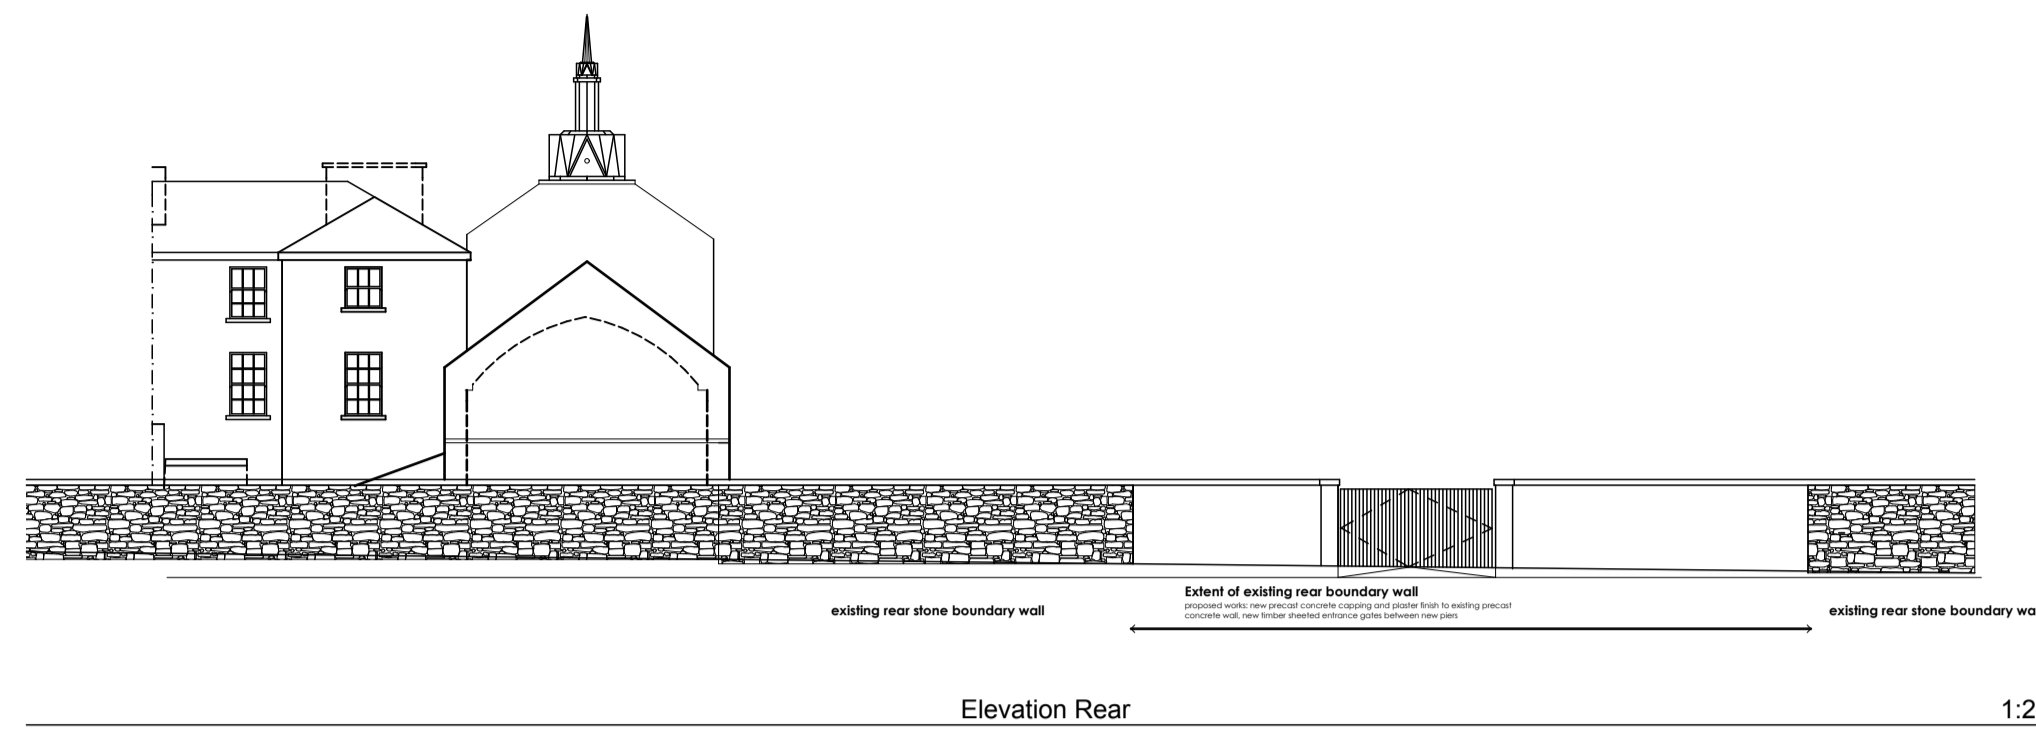 Extent of existing rear boundary wall
proposed works: new precast concrete capping and plaster finish to existing precast
concrete wall, new timber sheeted entrance gates between new piers
existing rear stone boundary wall
existing rear stone boundary wa
Elevation Rear
1:2